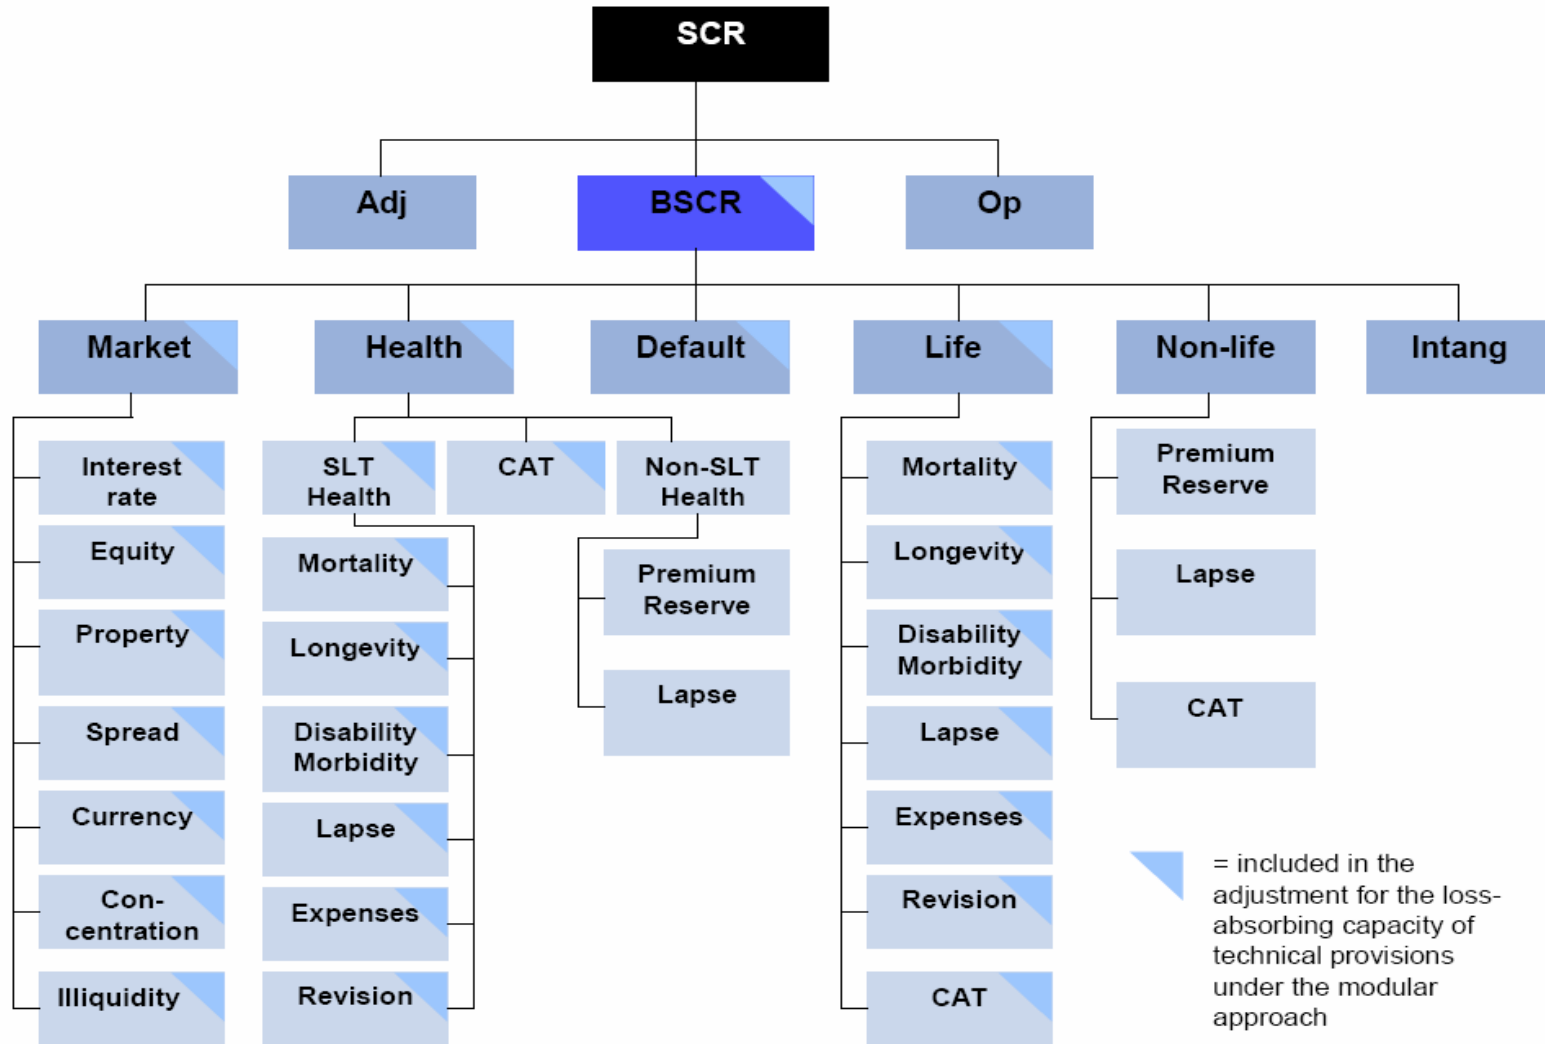 SCR
Adj
BSCR
Op
Market
Health
Default
Life
Non-life
Intang
Interest
rate
Equity
Property
Spread
Currency
Con-
centration
Illiquidity
SLT
Health
CAT
Non-SLT
Health
Mortality
Longevity
Disability
Morbidity
Lapse
Expenses
Revision
Premium
Reserve
Lapse
Mortality
Longevity
Disability
Morbidity
Lapse
Expenses
Revision
CAT
Premium
Reserve
Lapse
CAT
= included in the
adjustment for the loss-
absorbing capacity of
technical provisions
under the modular
approach